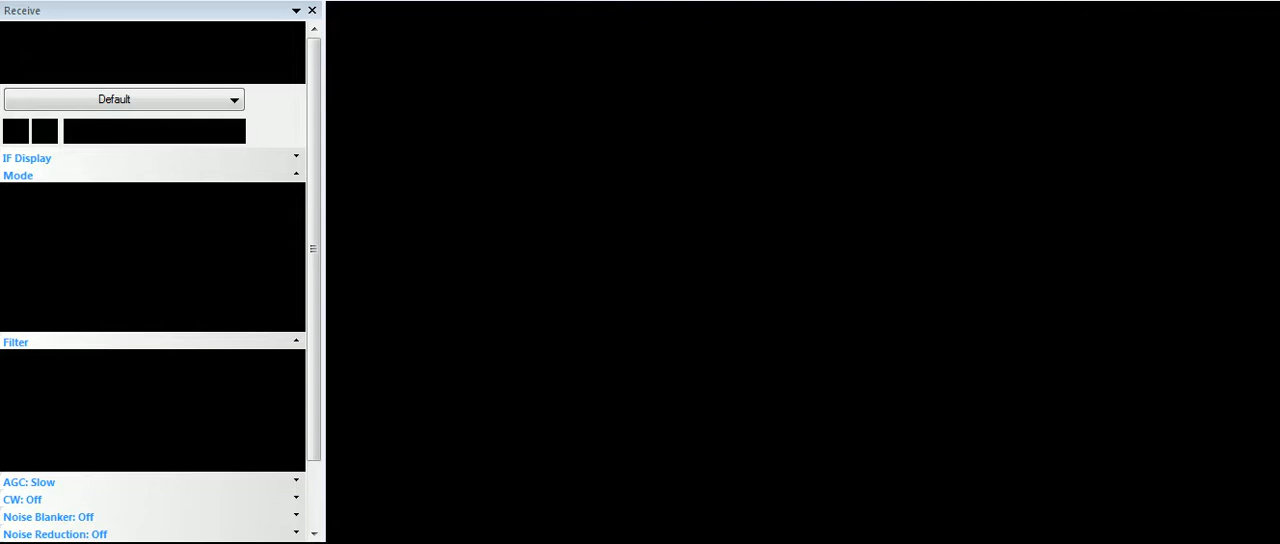 Receive
Default
IF Display
Mode
Filter
AGC: Slow
CW: Off
Noise Blanker: Off
Noise Reduction: Off